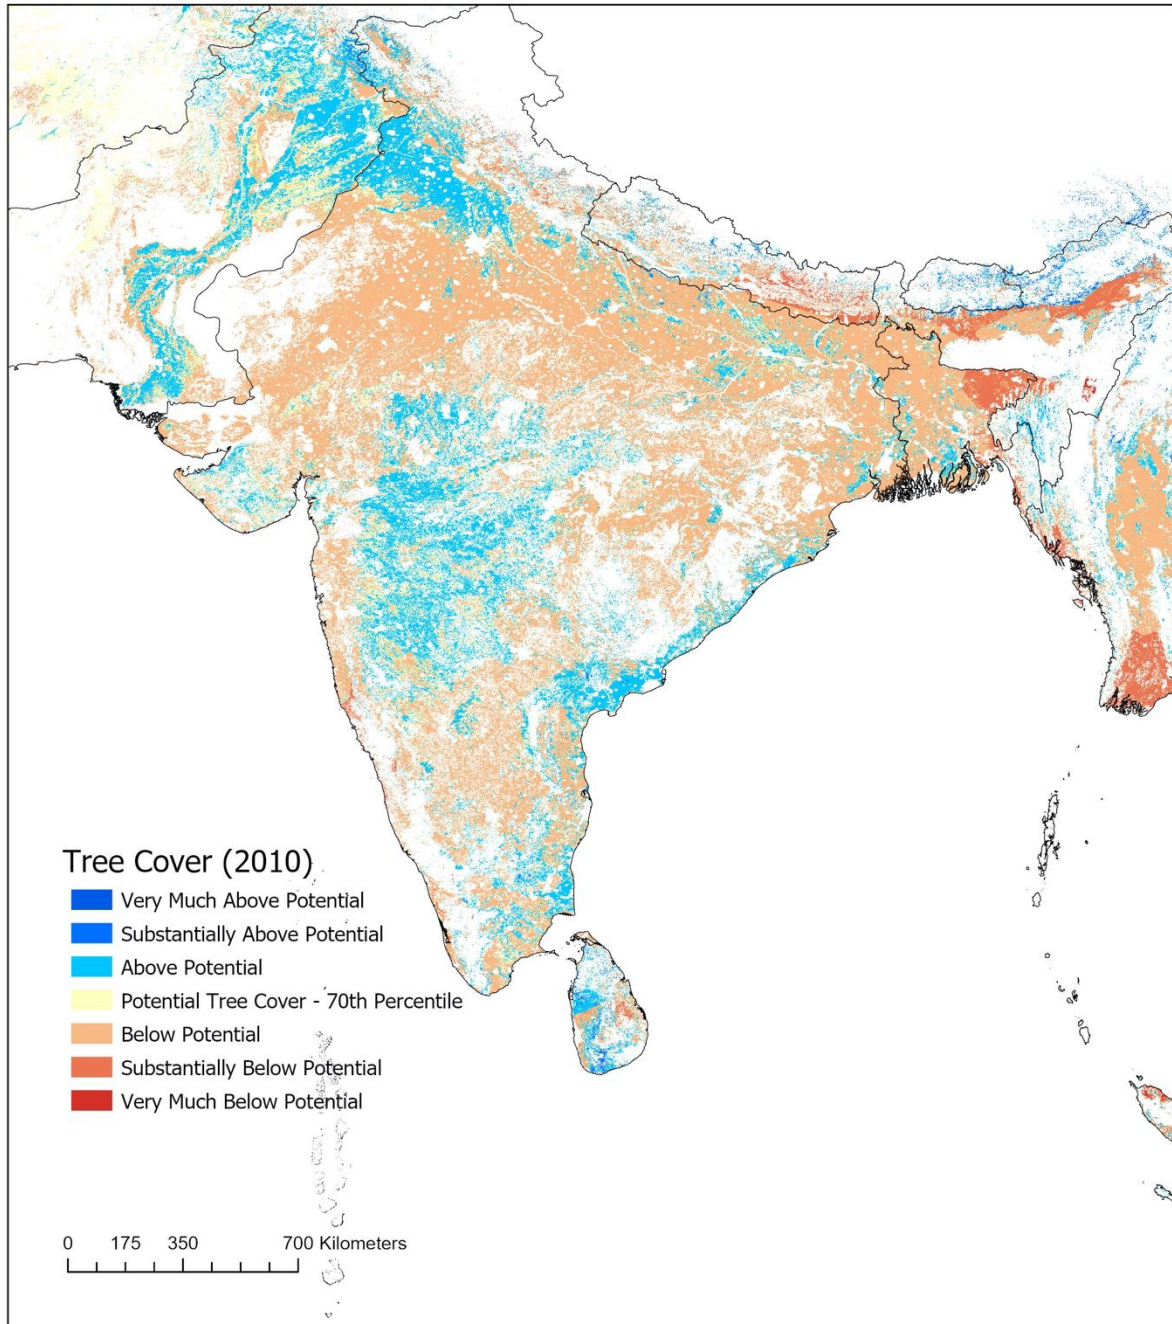 Tree Cover (2010)
Very Much Above Potential
Substantially Above Potential
Above Potential
Potential Tree Cover - 70th Percentile
Below Potential
Substantially Below Potential
Very Much Below Potential
0 175 350 700 Kilometers